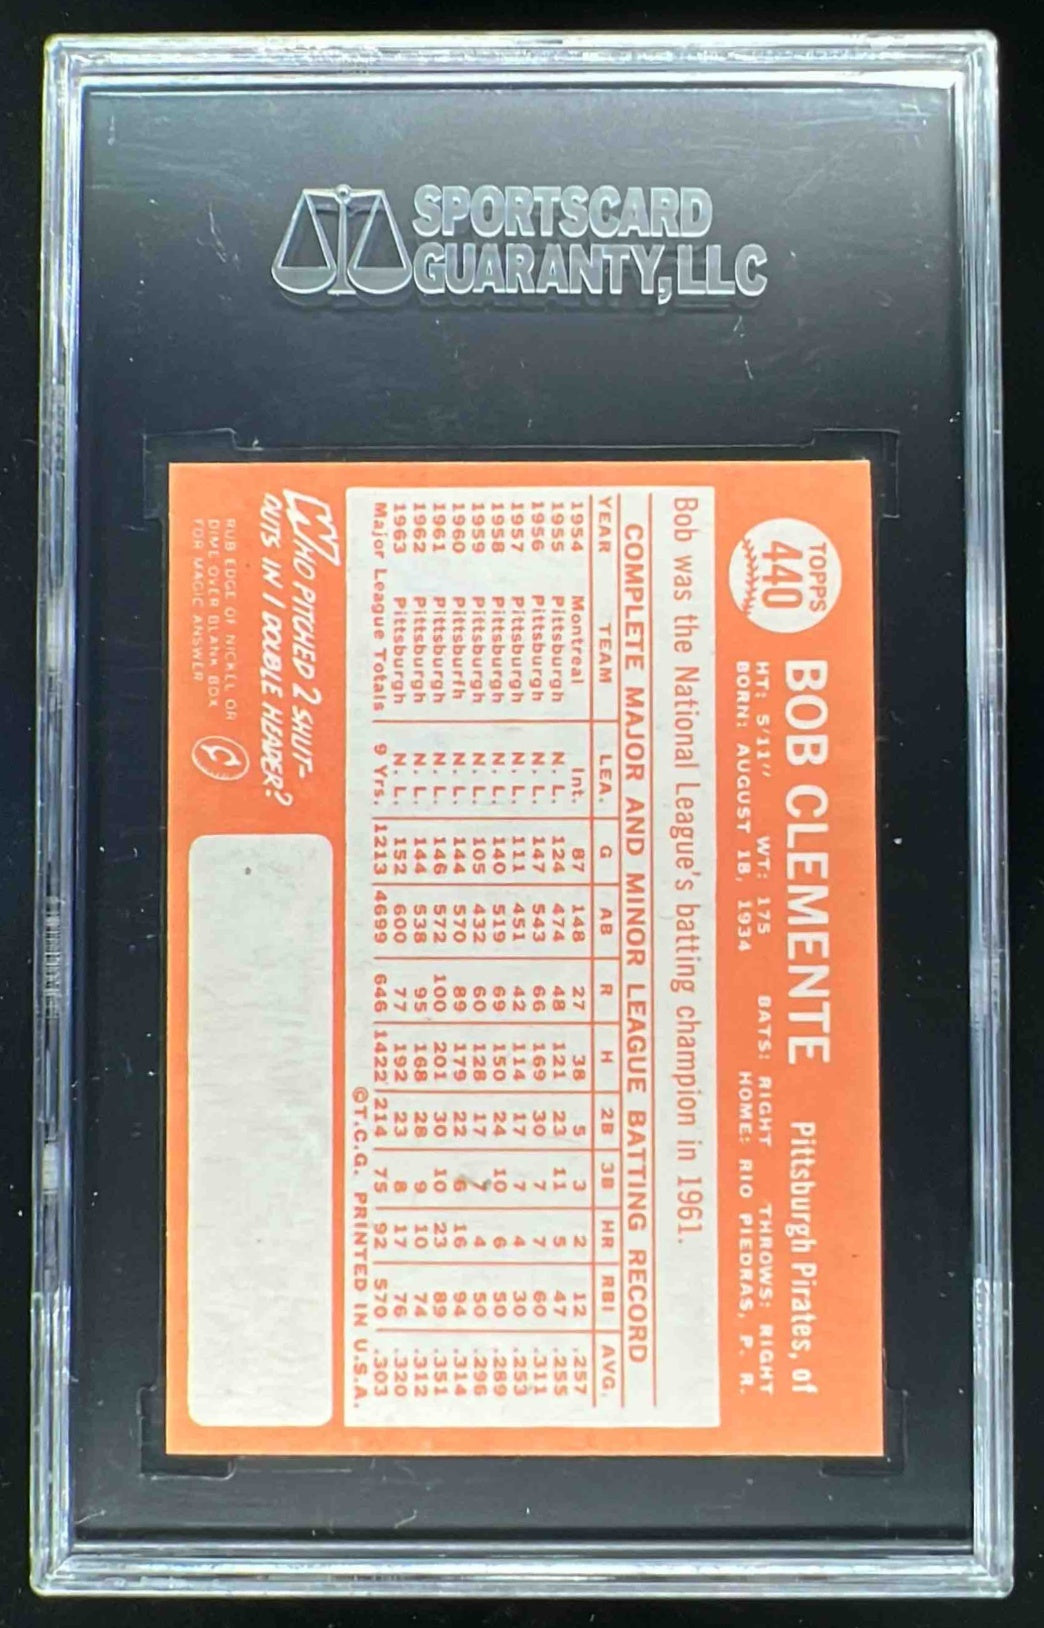 SPORTSCARD
GUARANTY, LLC
TOPPS
440
BOB CLEMENTE Pittsburgh Pirates, of
HT: 5'11" WT: 175 BATS: RIGHT THROWS: RIGHT
BORN: AUGUST 18, 1934 HOME: RIO PIEDRAS, P. R.
Bob was the National League's batting champion in 1961.
COMPLETE MAJOR AND MINOR LEAGUE BATTING RECORD
YEAR TEAM LEA. G AB R H 2B 3B HR RBI AVG.
1954 Montreal Int. 87 148 27 38 5 3 2 12 .257
1955 Pittsburgh N. L. 124 474 48 121 23 11 5 47 .255
1956 Pittsburgh N. L. 147 543 66 169 30 7 7 60 .311
1957 Pittsburgh N. L. 111 451 42 114 17 7 4 30 .253
1958 Pittsburgh N. L. 140 519 69 150 24 10 6 50 .289
1959 Pittsburgh N. L. 105 432 60 128 17 7 4 50 .296
1960 Pittsburfh N. L. 144 570 89 179 22 6 16 94 .314
1961 Pittsburgh N. L. 146 572 100 201 30 10 23 89 .351
1962 Pittsburgh N. L. 144 538 95 168 28 9 10 74 .312
1963 Pittsburgh N. L. 152 600 77 192 23 8 17 76 .320
Major League Totals 9 Yrs. 1213 4699 646 1422 214 75 92 570 .303
©T.C.G. PRINTED IN U.S.A.
WHO PITCHED 2 SHUT-
OUTS IN 1 DOUBLE HEADER?
RUB EDGE OF NICKEL OR
DIME OVER BLANK BOX
FOR MAGIC ANSWER